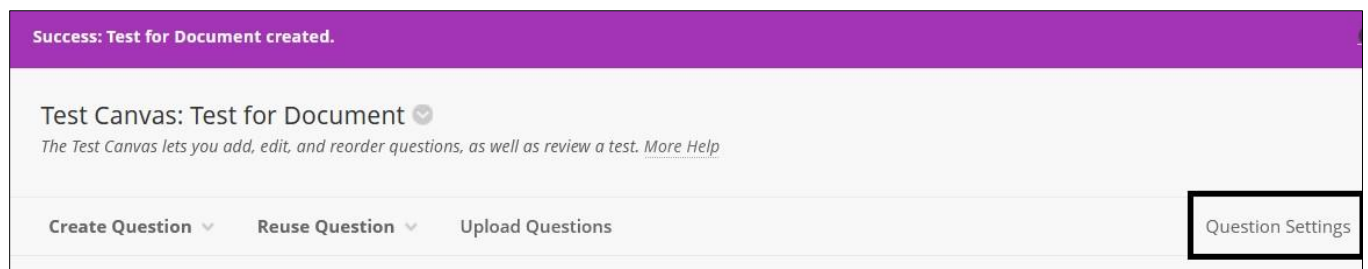 Success: Test for Document created.
Test Canvas: Test for Document
The Test Canvas lets you add, edit, and reorder questions, as well as review a test. More Help
Create Question Reuse Question Upload Questions Question Settings